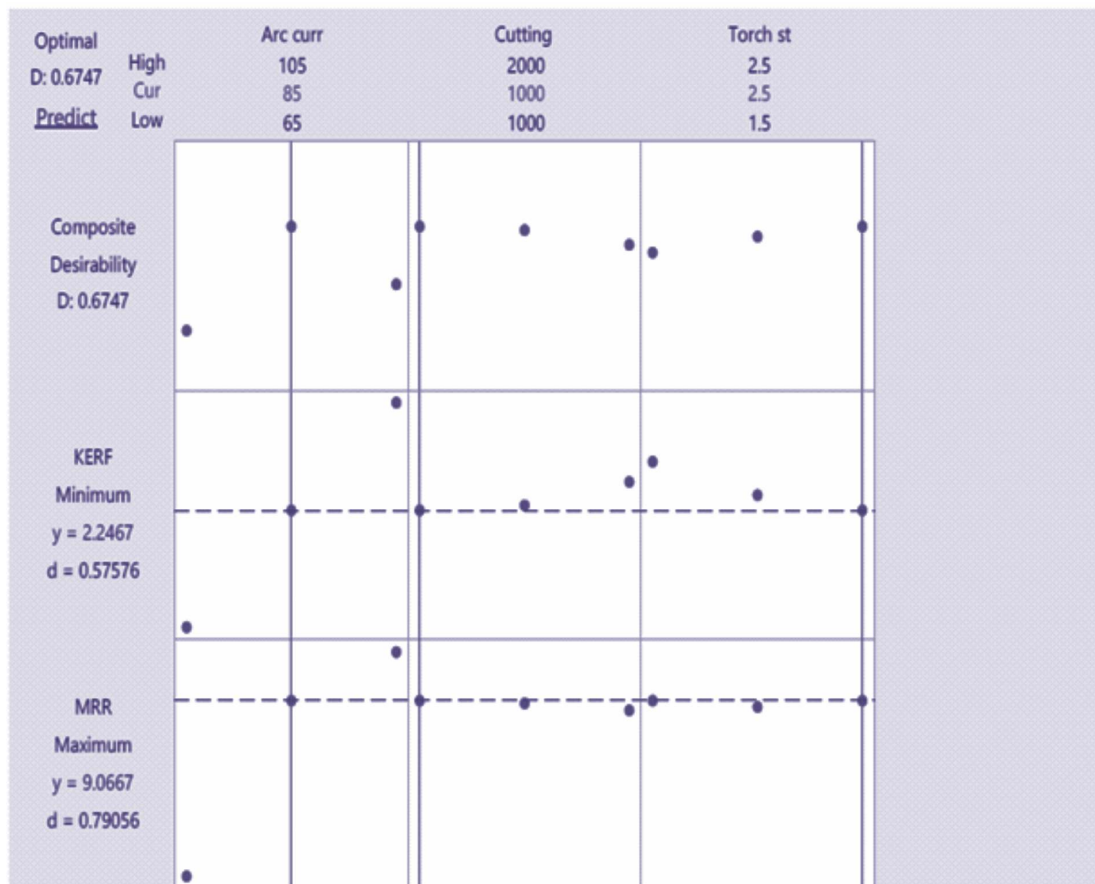 Optimal Arc curr Cutting Torch st
D: 0.6747 High 105 2000 2.5
Cur 85 1000 2.5
Predict Low 65 1000 1.5
Composite
Desirability
D: 0.6747
KERF
Minimum
y = 2.2467
d = 0.57576
MRR
Maximum
y = 9.0667
d = 0.79056